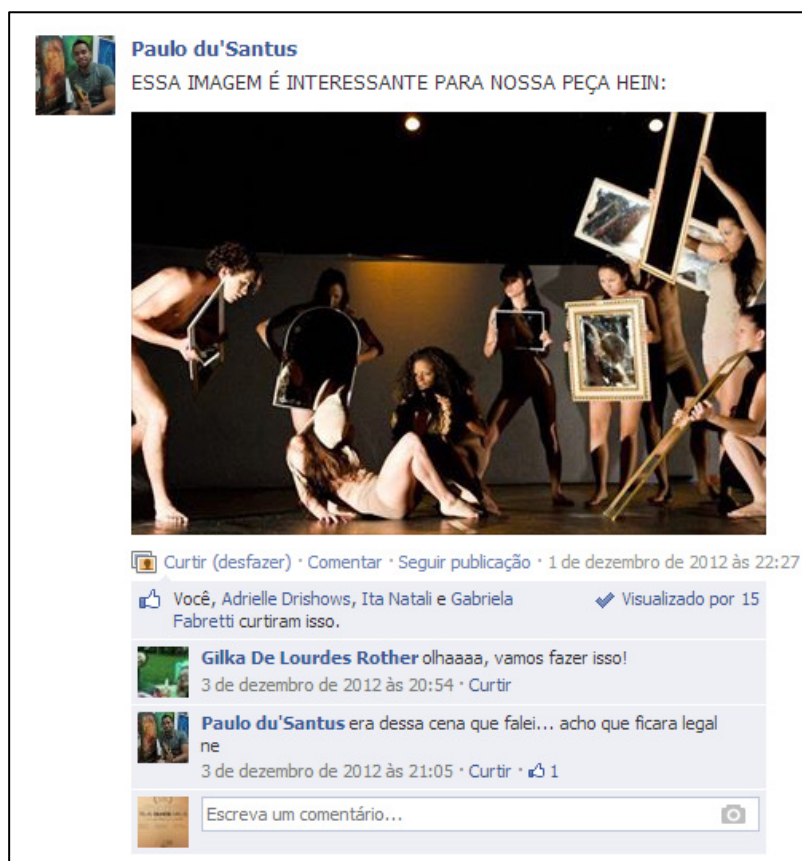 Paulo du'Santus
ESSA IMAGEM É INTERESSANTE PARA NOSSA PEÇA HEIN:
Curtir (desfazer) · Comentar · Seguir publicação · 1 de dezembro de 2012 às 22:27
Você, Adrielle Drishows, Ita Natali e Gabriela
Fabretti curtiram isso.
Visualizado por 15
Gilka De Lourdes Rother olhaaaa, vamos fazer isso!
3 de dezembro de 2012 às 20:54 · Curtir
Paulo du'Santus era dessa cena que falei... acho que ficara legal
ne
3 de dezembro de 2012 às 21:05 · Curtir · 1
Escreva um comentário...